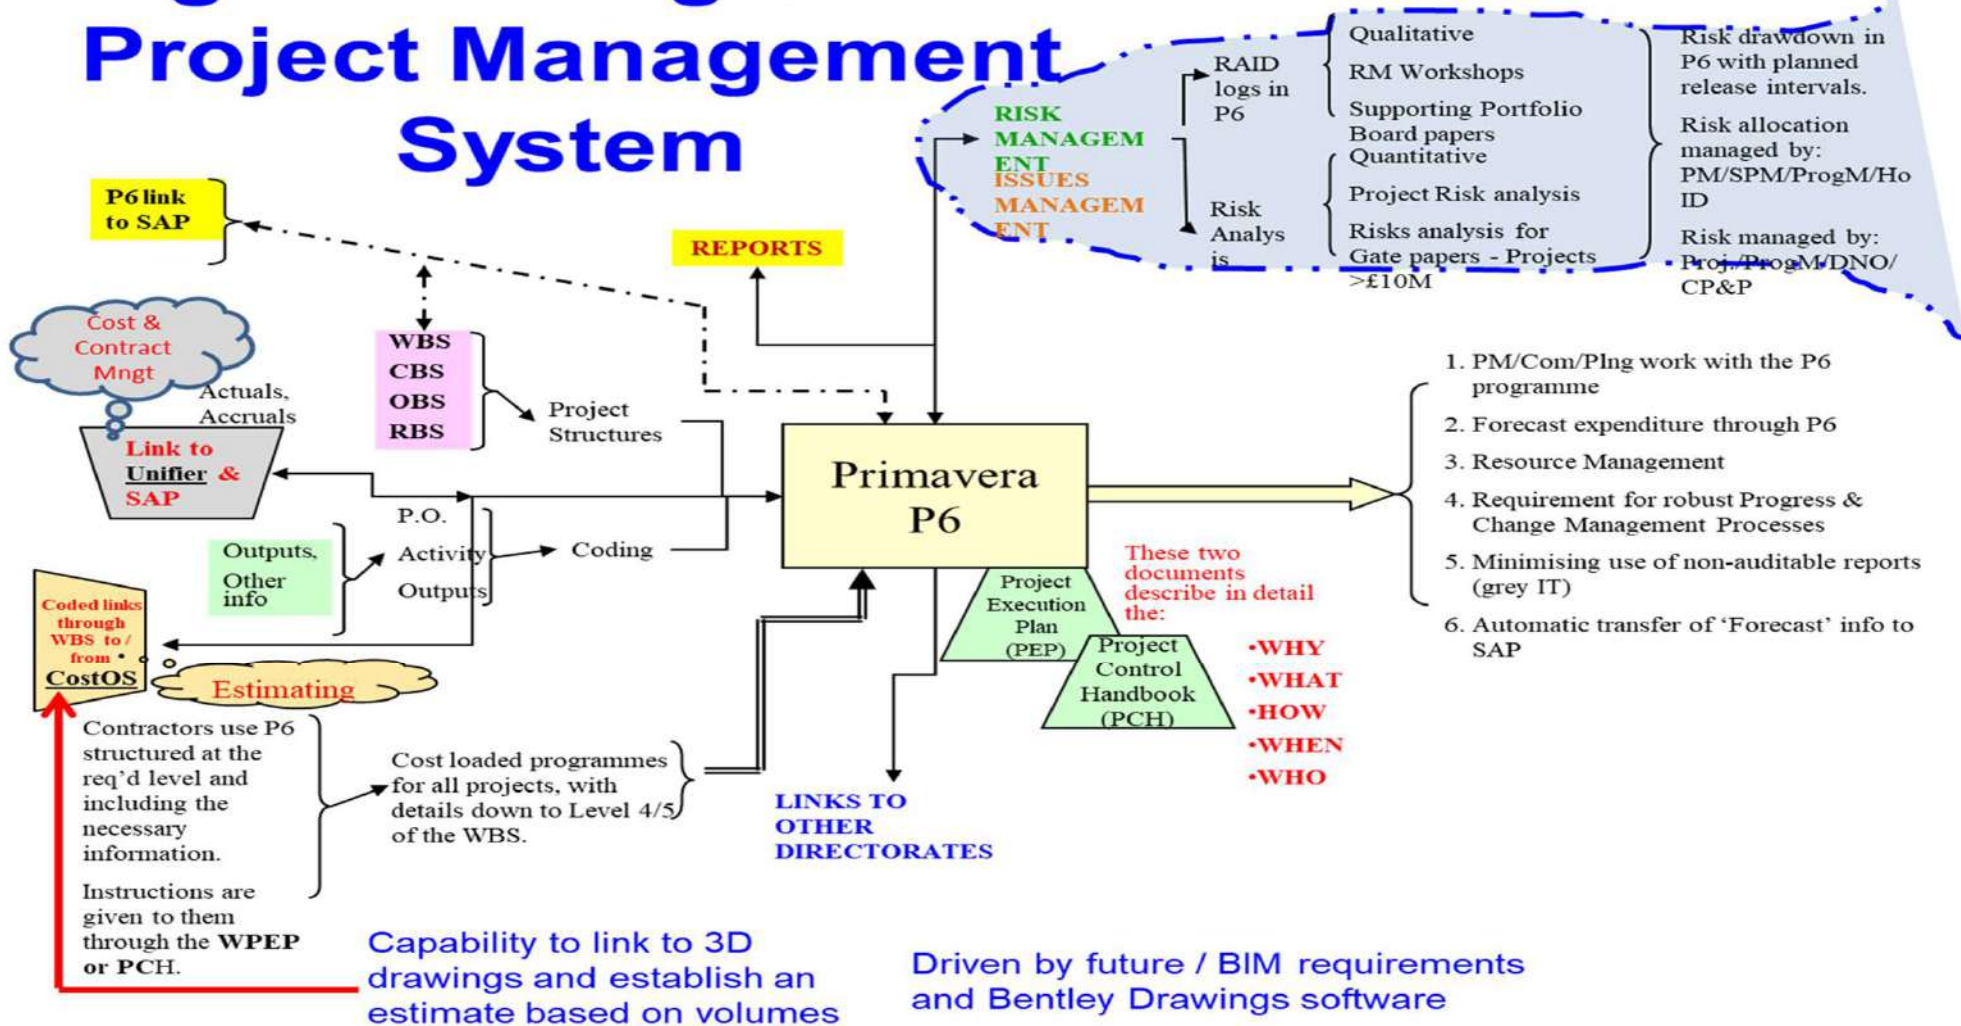 Project Management
System
P6 link
to SAP
REPORTS
RISK
MANAGEM
ENT
ISSUES
MANAGEM
ENT
RAID
logs in
P6
Risk
Analys
is
Qualitative
RM Workshops
Supporting Portfolio
Board papers
Quantitative
Project Risk analysis
Risks analysis for
Gate papers - Projects
>£10M
Risk drawdown in
P6 with planned
release intervals.
Risk allocation
managed by:
PM/SPM/ProgM/Ho
ID
Risk managed by:
Proj./ProgM/DNO/
CP&P
Cost &
Contract
Mngt
Actuals,
Accruals
Link to
Unifier &
SAP
WBS
CBS
OBS
RBS
Project
Structures
P.O.
Activity
Outputs
Coding
Outputs,
Other
info
Primavera
P6
1. PM/Com/Plng work with the P6
programme
2. Forecast expenditure through P6
3. Resource Management
4. Requirement for robust Progress &
Change Management Processes
5. Minimising use of non-auditable reports
(grey IT)
6. Automatic transfer of ‘Forecast’ info to
SAP
Project
Execution
Plan
(PEP)
Project
Control
Handbook
(PCH)
These two
documents
describe in detail
the:
•WHY
•WHAT
•HOW
•WHEN
•WHO
Coded links
through
WBS to /
from
CostOS
Estimating
Contractors use P6
structured at the
req’d level and
including the
necessary
information.
Instructions are
given to them
through the WPEP
or PCH.
Cost loaded programmes
for all projects, with
details down to Level 4/5
of the WBS.
LINKS TO
OTHER
DIRECTORATES
Capability to link to 3D
drawings and establish an
estimate based on volumes
Driven by future / BIM requirements
and Bentley Drawings software